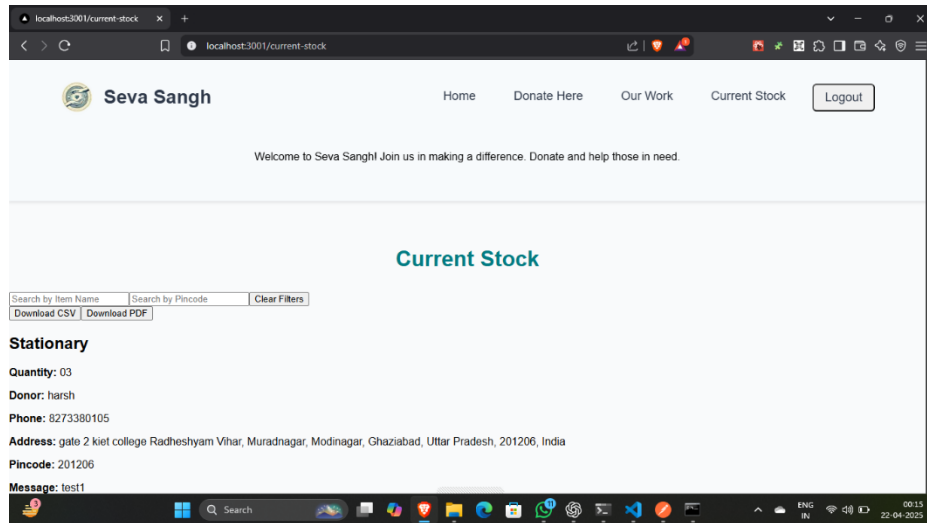 localhost:3001/current-stock
localhost:3001/current-stock
Seva Sangh
Home Donate Here Our Work Current Stock Logout
Welcome to Seva Sangh! Join us in making a difference. Donate and help those in need.
Current Stock
Search by Item Name Search by Pincode Clear Filters
Download CSV Download PDF
Stationary
Quantity: 03
Donor: harsh
Phone: 8273380105
Address: gate 2 kiet college Radheshyam Vihar, Muradnagar, Modinagar, Ghaziabad, Uttar Pradesh, 201206, India
Pincode: 201206
Message: test1
Search ENG 00:15
IN 22-04-2025